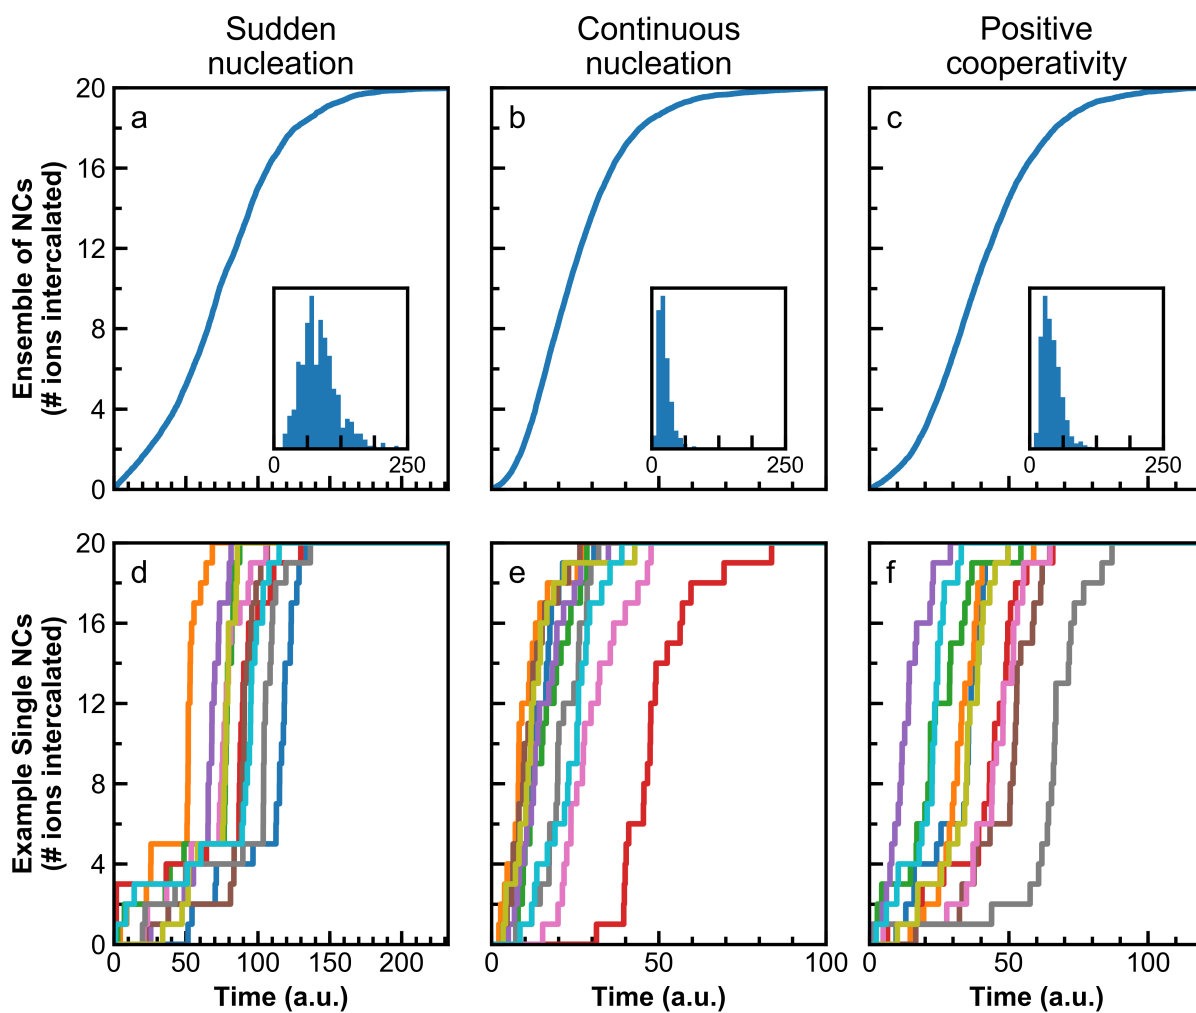 Sudden
nucleation
Continuous
nucleation
Positive
cooperativity
Ensemble of NCs
(# ions intercalated)
20
16
12
8
4
0
a
0 250
b
0 250
c
0 250
Example Single NCs
(# ions intercalated)
20
16
12
8
4
0
d
e
f
0 50 100 150 200
0 50 100
0 50 100
Time (a.u.)
Time (a.u.)
Time (a.u.)